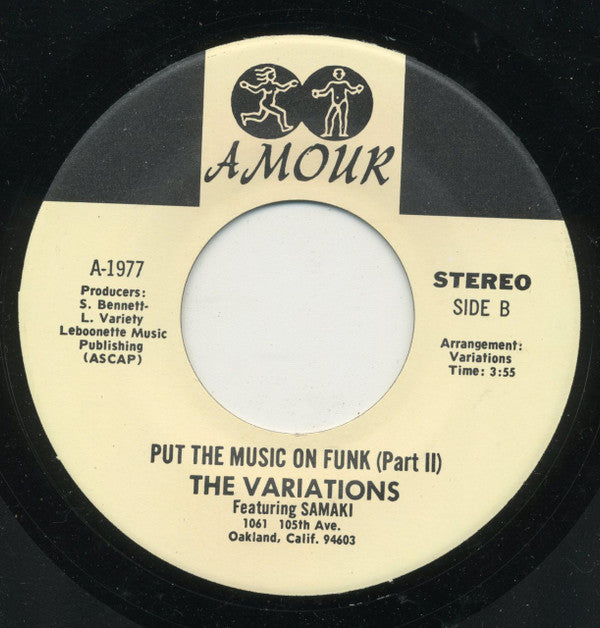 AMOUR
A-1977
Producers:
S. Bennett-
L. Variety
Leboonette Music
Publishing
(ASCAP)
STEREO
SIDE B
Arrangement:
Variations
Time: 3:55
PUT THE MUSIC ON FUNK (Part II)
THE VARIATIONS
Featuring SAMAKI
1061 105th Ave.
Oakland, Calif. 94603